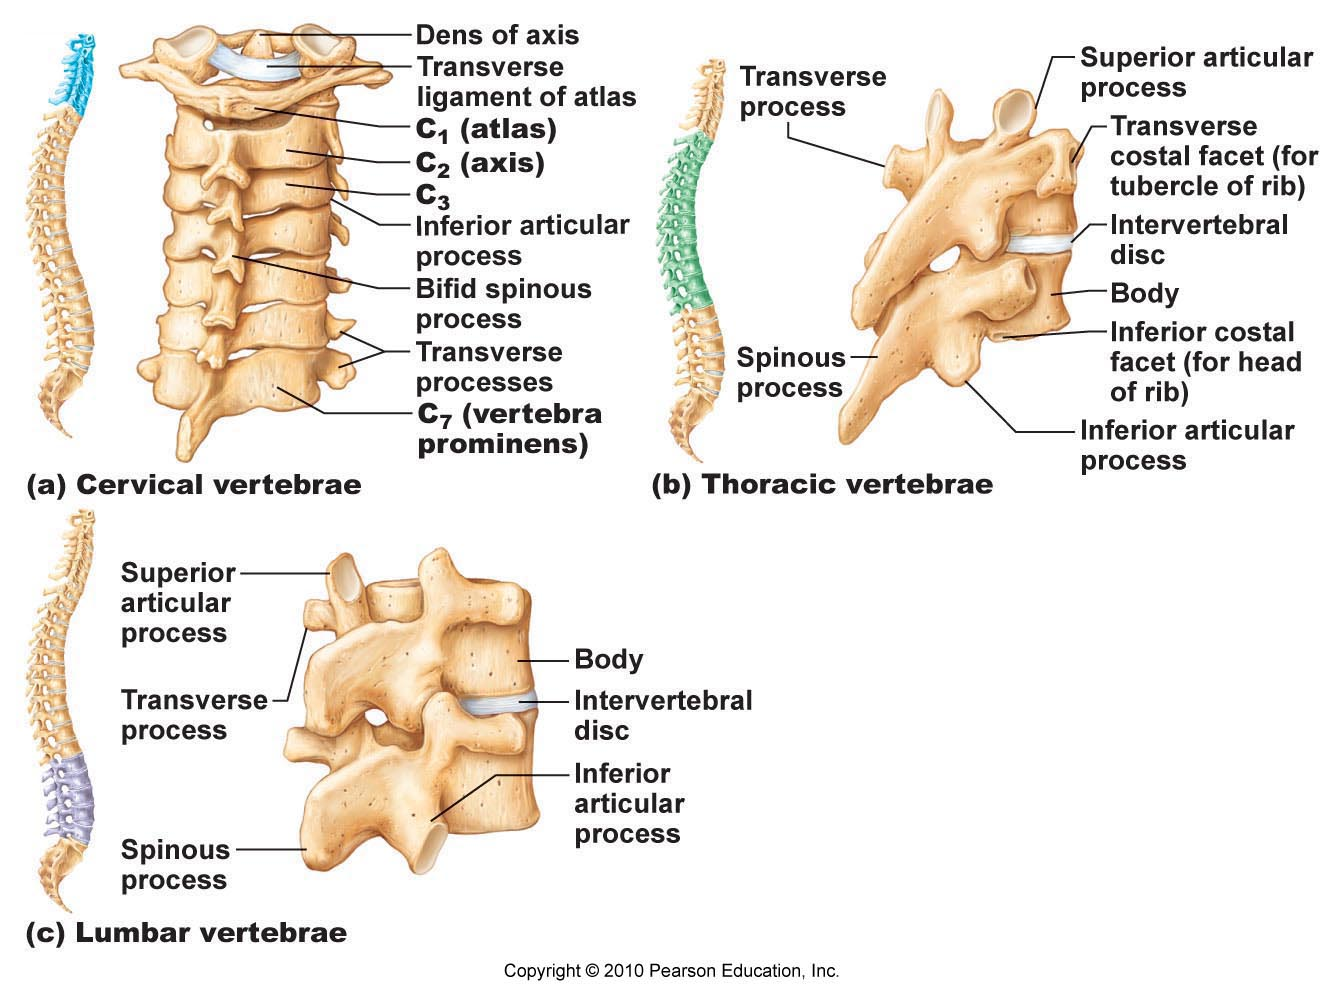 Dens of axis
Transverse
ligament of atlas
C1 (atlas)
C2 (axis)
C3
Inferior articular
process
Bifid spinous
process
Transverse
processes
C7 (vertebra
prominens)
(a) Cervical vertebrae
Transverse
process
Superior articular
process
Transverse
costal facet (for
tubercle of rib)
Intervertebral
disc
Body
Inferior costal
facet (for head
of rib)
Spinous
process
Inferior articular
process
(b) Thoracic vertebrae
Superior
articular
process
Transverse
process
Spinous
process
Body
Intervertebral
disc
Inferior
articular
process
(c) Lumbar vertebrae
Copyright © 2010 Pearson Education, Inc.